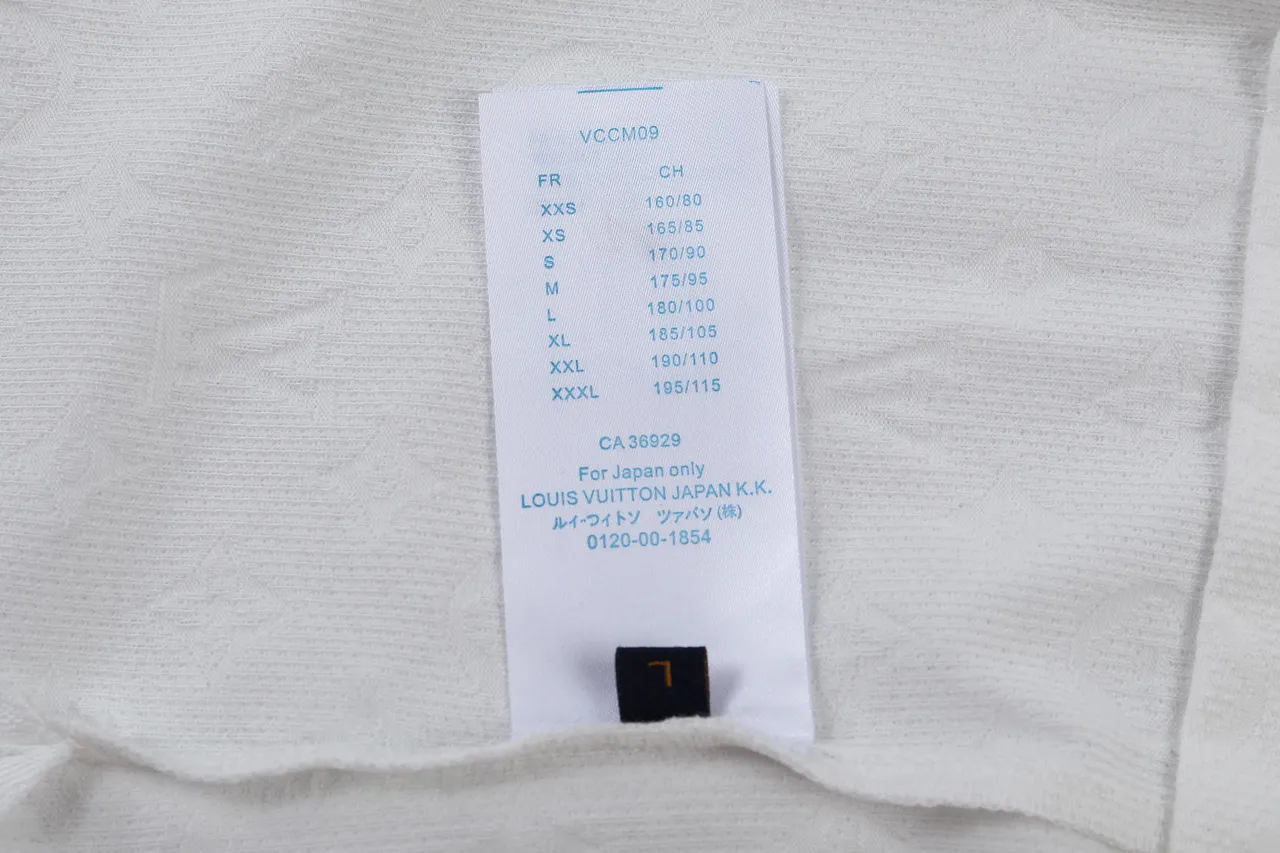 VCCM09
FR CH
XXS 160/80
XS 165/85
S 170/90
M 175/95
L 180/100
XL 185/105
XXL 190/110
XXXL 195/115
CA 36929
For Japan only
LOUIS VUITTON JAPAN K.K.
ルイ·つィトソ ツァパソ (株)
0120-00-1854
L